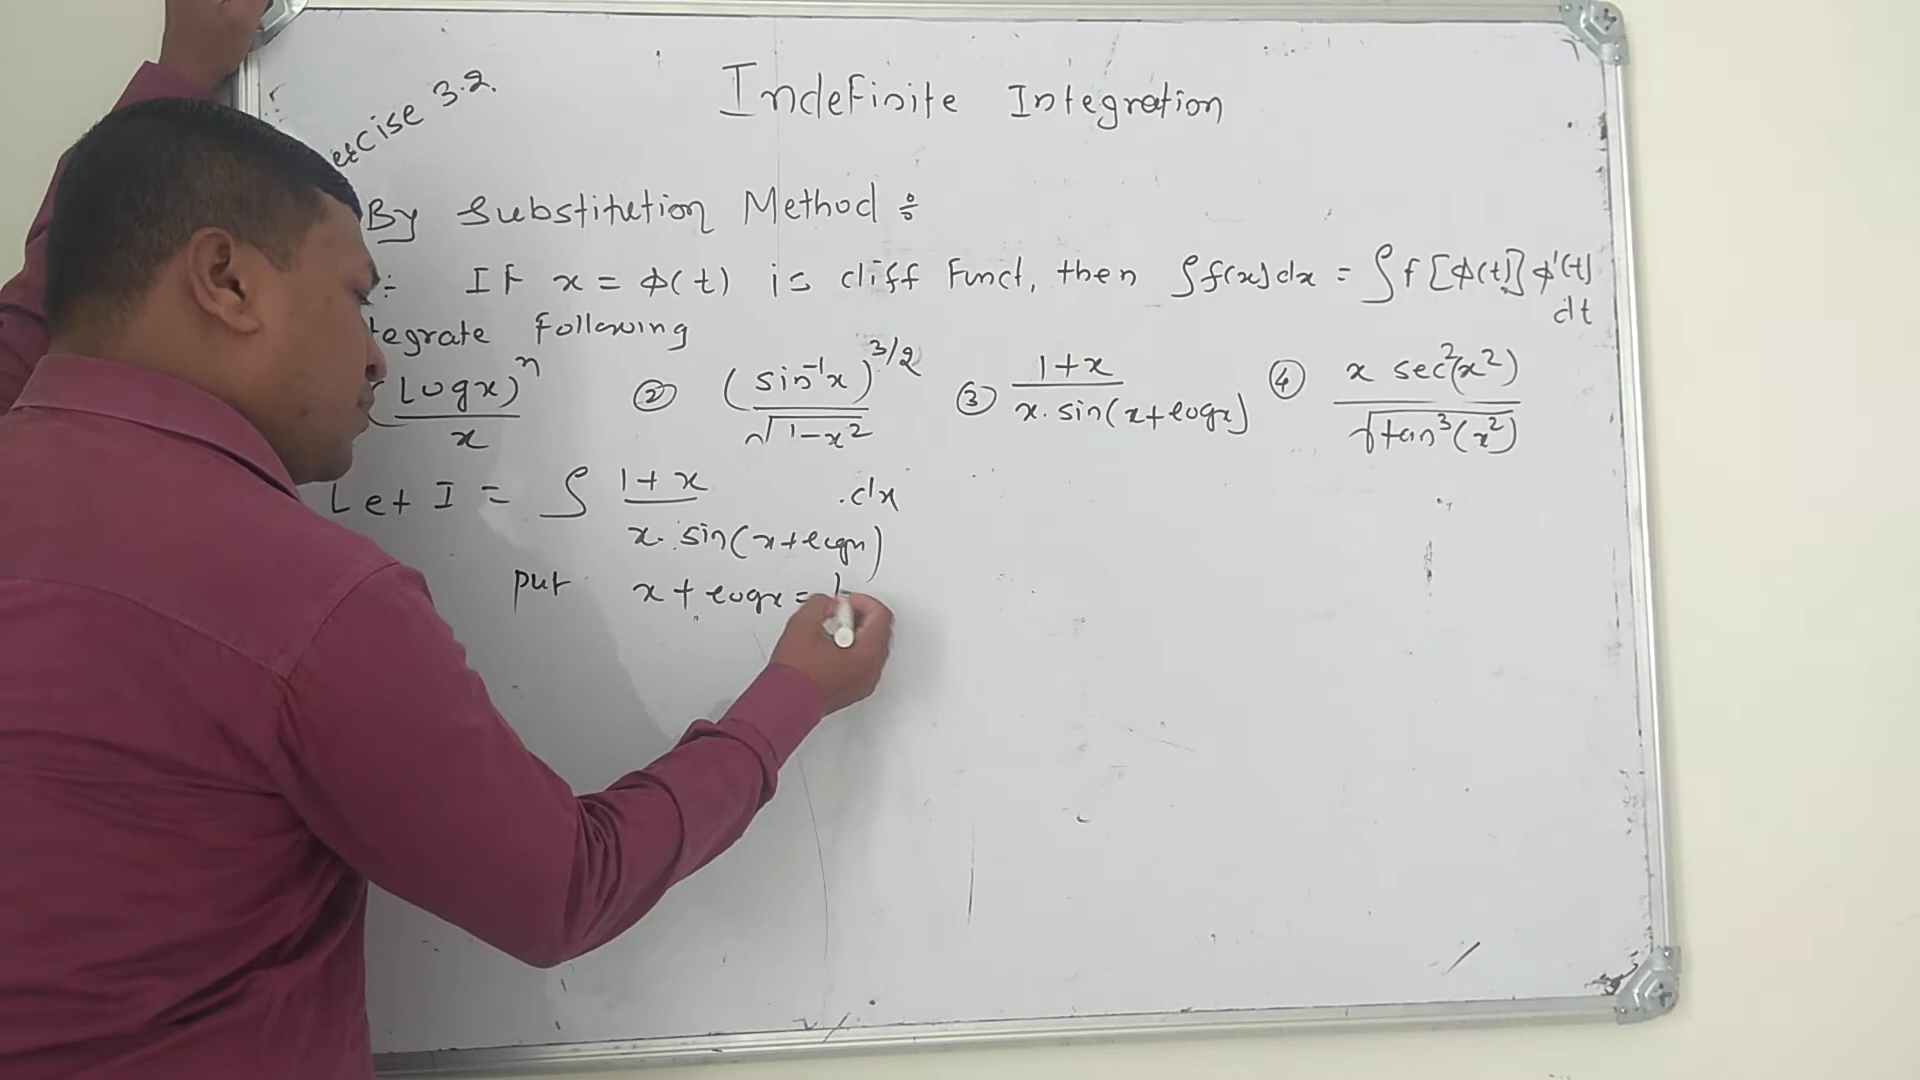 Indefinite Integration
ercise 3.2.
By Substitution Method ÷
If x = φ(t) is diff Funct, then ∫f(x)dx = ∫f[φ(t)] φ'(t) dt
tegrate Following
(Logx)^n / x ② (sin⁻¹x)^3/2 / √1-x² ③ 1+x / x. sin(x+logx) ④ x sec²(x²) / √tan³(x²)
Let I = ∫ 1+x / x. sin(x+logx) .dx
put x + logx = t